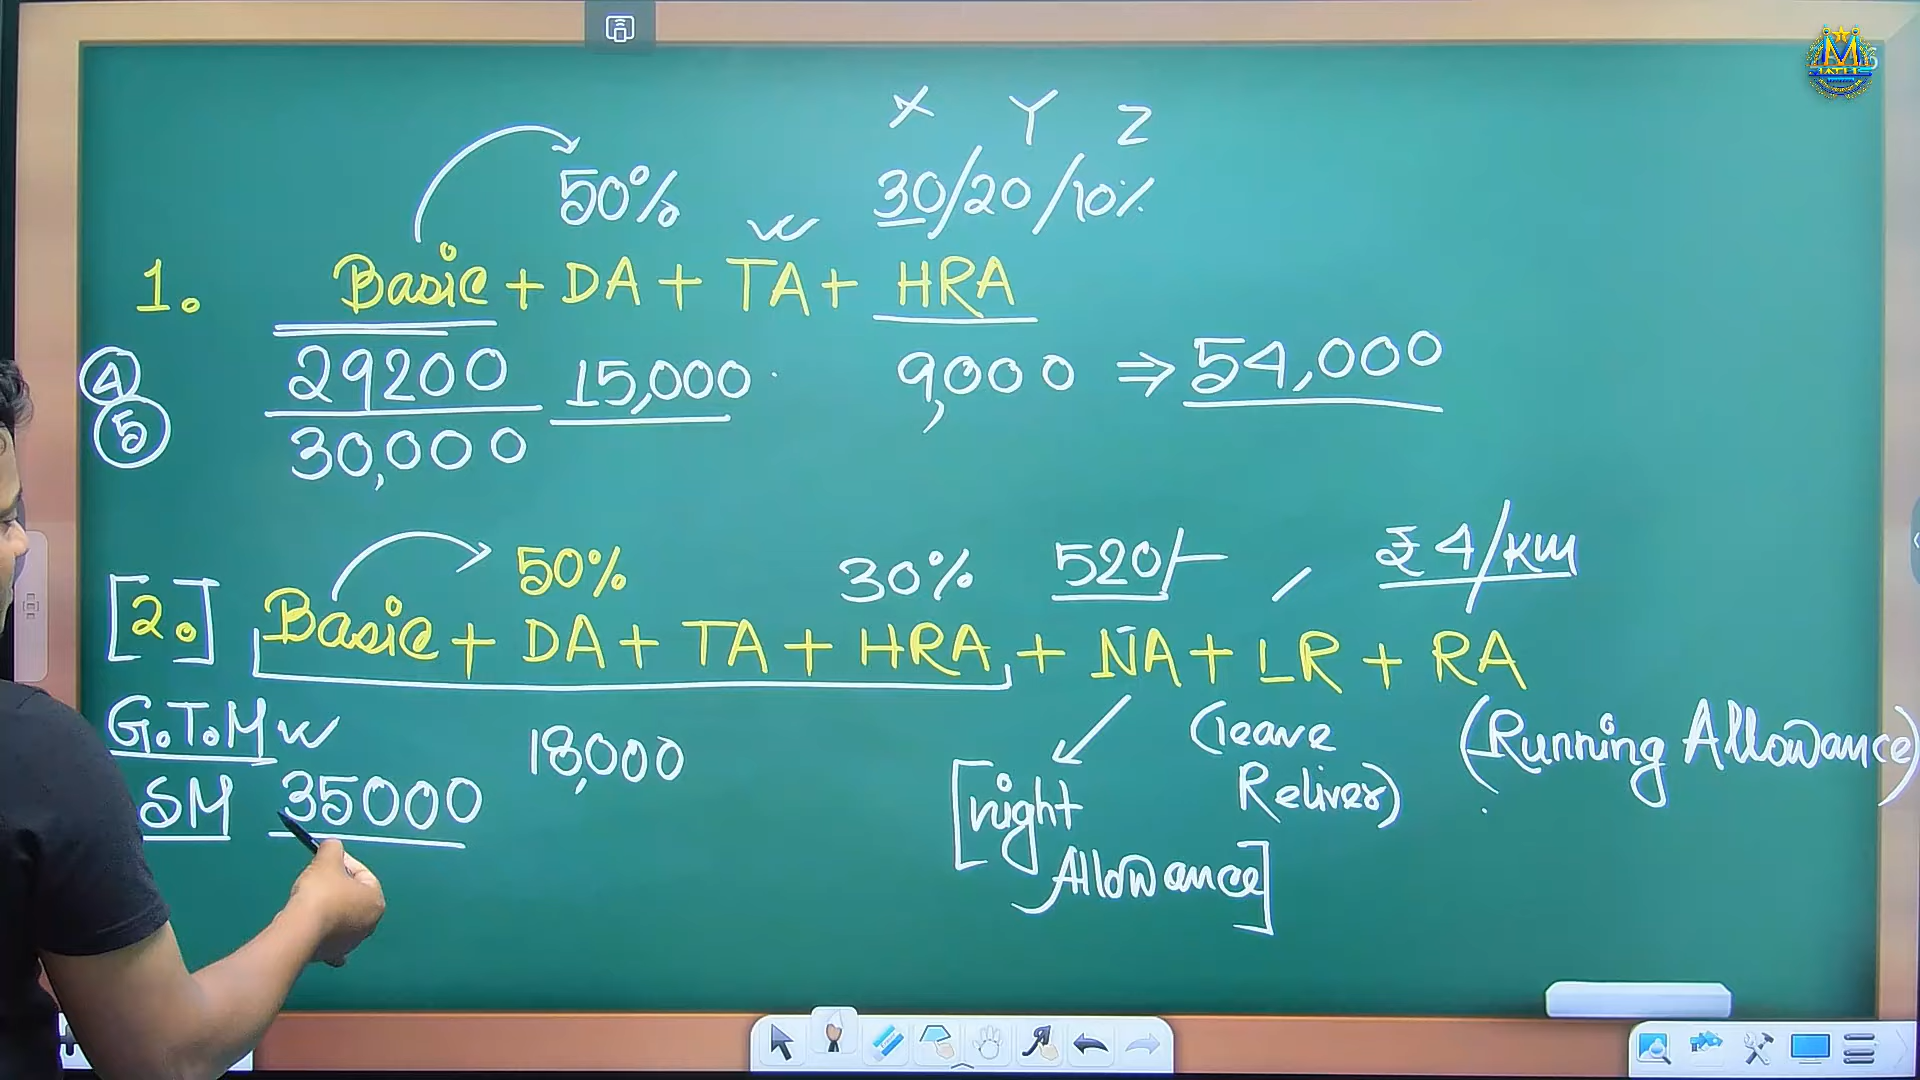 X Y Z
50% 30/20/10%
1. Basic + DA + TA + HRA
4 29200 15,000 9,000 ⇒ 54,000
5 30,000
50% 30% 520/- ₹4/KM
[2.] Basic + DA + TA + HRA + NA + LR + RA
G.T.M 18,000 (leave Reliver) (Running Allowance)
SM 35000 [night Allowance]